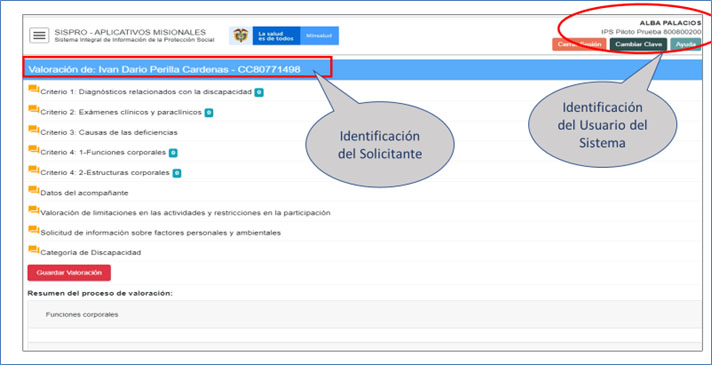 SISPRO - APLICATIVOS MISIONALES
Sistema Integral de Información de la Protección Social
La salud
es de todos
Minsalud
ALBA PALACIOS
IPS Piloto Prueba 800600200
Cerrar Sesión
Cambiar Clave
Ayuda
Valoración de: Ivan Dario Perilla Cardenas - CC80771498
Criterio 1: Diagnósticos relacionados con la discapacidad
Criterio 2: Exámenes clínicos y paraclínicos
Criterio 3: Causas de las deficiencias
Criterio 4: 1-Funciones corporales
Criterio 4: 2-Estructuras corporales
Datos del acompañante
Valoración de limitaciones en las actividades y restricciones en la participación
Solicitud de información sobre factores personales y ambientales
Categoría de Discapacidad
Guardar Valoración
Resumen del proceso de valoración:
Funciones corporales
Identificación
del Solicitante
Identificación
del Usuario del
Sistema